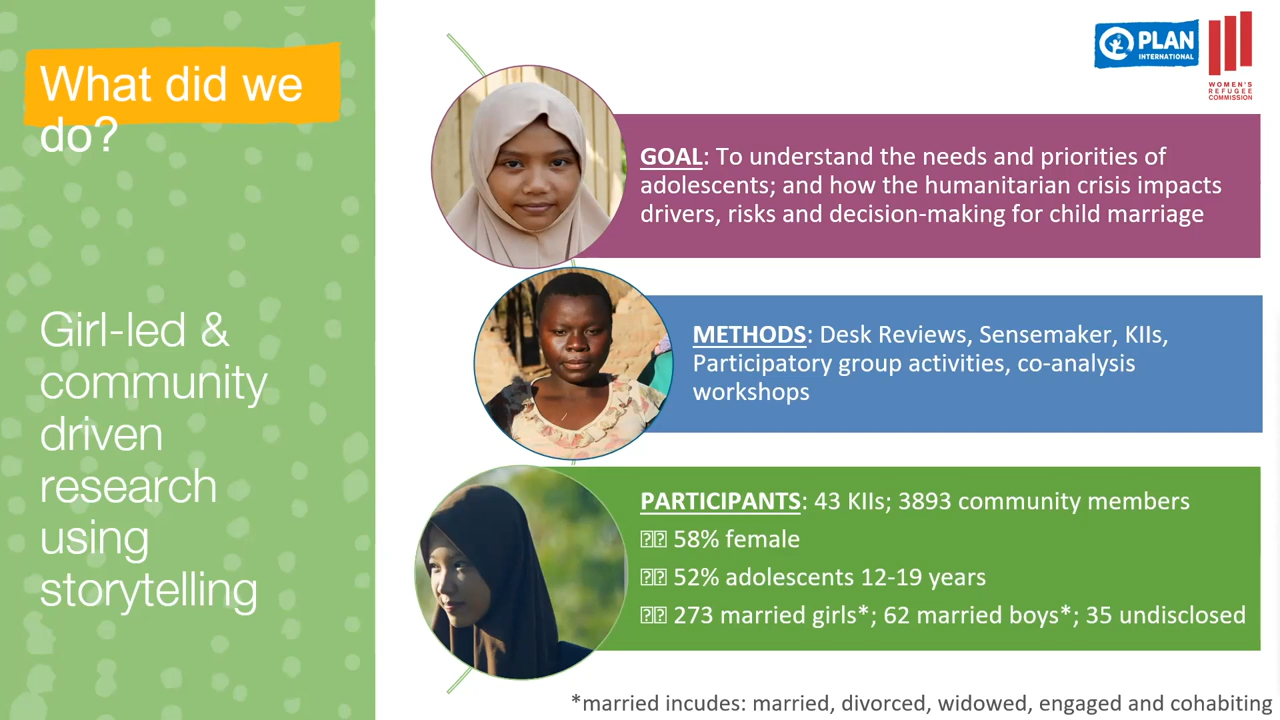 What did we
do?
Girl-led &
community
driven
research
using
storytelling
PLAN
INTERNATIONAL
WOMEN'S
REFUGEE
COMMISSION
GOAL: To understand the needs and priorities of
adolescents; and how the humanitarian crisis impacts
drivers, risks and decision-making for child marriage
METHODS: Desk Reviews, Sensemaker, KIIs,
Participatory group activities, co-analysis
workshops
PARTICIPANTS: 43 KIIs; 3893 community members
58% female
52% adolescents 12-19 years
273 married girls*; 62 married boys*; 35 undisclosed
*married incudes: married, divorced, widowed, engaged and cohabiting